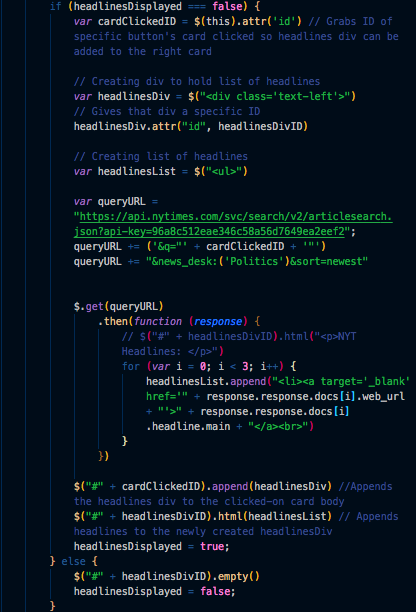 if (headlinesDisplayed === false) {
var cardClickedID = $(this).attr('id') // Grabs ID of
specific button's card clicked so headlines div can be
added to the right card
// Creating div to hold list of headlines
var headlinesDiv = $("<div class='text-left'>")
// Gives that div a specific ID
headlinesDiv.attr("id", headlinesDivID)
// Creating list of headlines
var headlinesList = $("<ul>")
var queryURL =
"https://api.nytimes.com/svc/search/v2/articlesearch.
json?api-key=96a8c512eae346c58a56d7649ea2eef2";
queryURL += ('&q="' + cardClickedID + '"')
queryURL += "&news_desk:('Politics')&sort=newest"
$.get(queryURL)
.then(function (response) {
// $("#" + headlinesDivID).html("<p>NYT
Headlines: </p>")
for (var i = 0; i < 3; i++) {
headlinesList.append("<li><a target='_blank'
href='" + response.response.docs[i].web_url
+ "'>" + response.response.docs[i]
.headline.main + "</a><br>")
}
})
$("#" + cardClickedID).append(headlinesDiv) //Appends
the headlines div to the clicked-on card body
$("#" + headlinesDivID).html(headlinesList) // Appends
headlines to the newly created headlinesDiv
headlinesDisplayed = true;
} else {
$("#" + headlinesDivID).empty()
headlinesDisplayed = false;
}